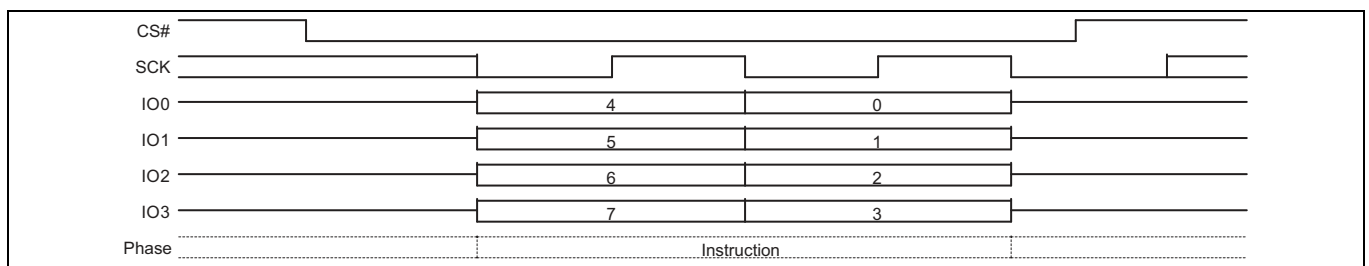 CS#
SCK
IO0 4 0
IO1 5 1
IO2 6 2
IO3 7 3
Phase Instruction